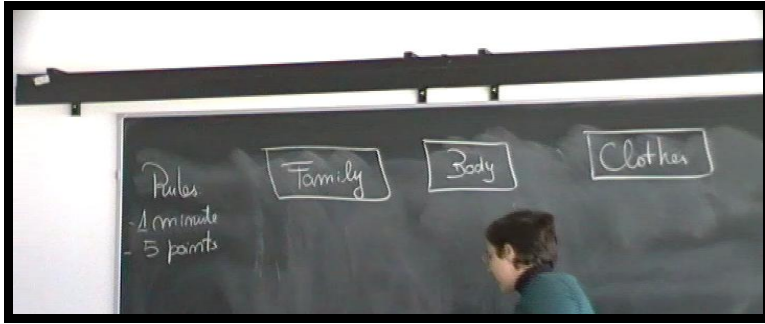 Rules
- 1 minute
- 5 points
Family
Body
Clothes